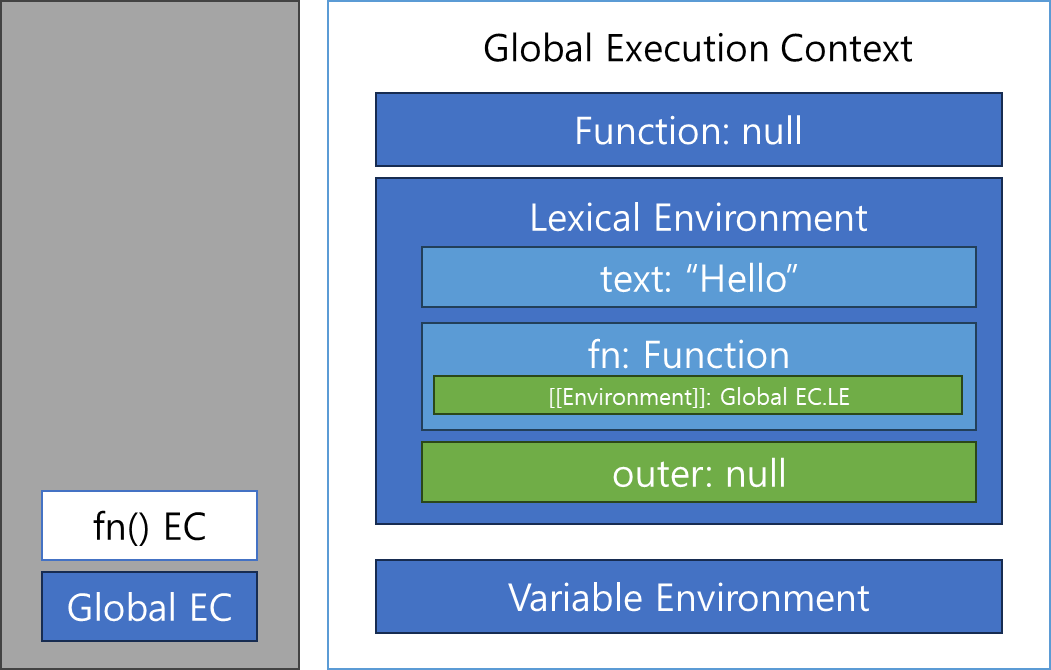 fn() EC
Global EC
Global Execution Context
Function: null
Lexical Environment
text: “Hello”
fn: Function
[[Environment]]: Global EC.LE
outer: null
Variable Environment